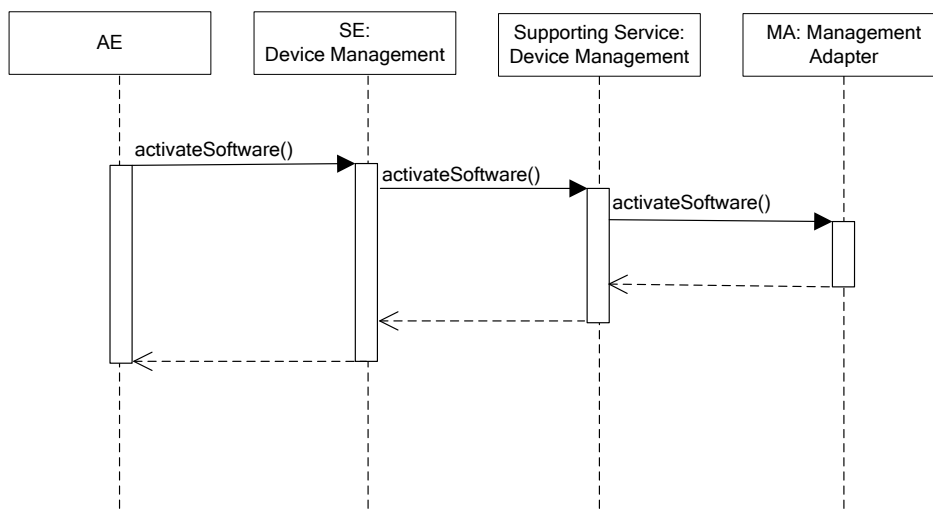 AE
SE:
Device Management
Supporting Service:
Device Management
MA: Management
Adapter
activateSoftware()
activateSoftware()
activateSoftware()